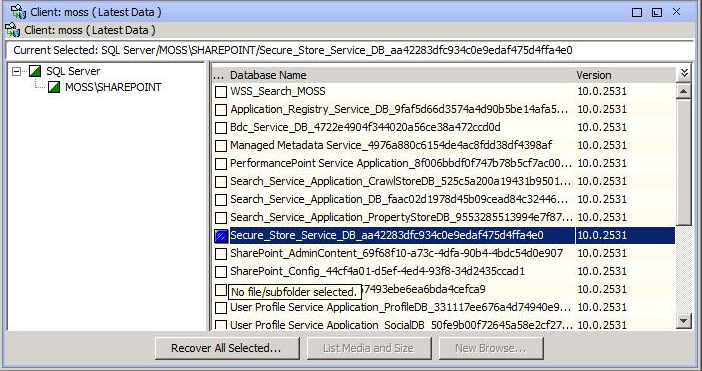 Client: moss ( Latest Data )
Client: moss ( Latest Data )
Current Selected: SQL Server/MOSS\SHAREPOINT/Secure_Store_Service_DB_aa42283dfc934c0e9edaf475d4ffa4e0
SQL Server
MOSS\SHAREPOINT
... Database Name Version
WSS_Search_MOSS 10.0.2531
Application_Registry_Service_DB_9faf5d66d3574a4d90b5be14afa5... 10.0.2531
Bdc_Service_DB_4722e4904f344020a56ce38a472ccd0d 10.0.2531
Managed Metadata Service_4976a880c6154de4ac8fdd38df4398af 10.0.2531
PerformancePoint Service Application_8f006bbdf0f747b78b5cf7ac00... 10.0.2531
Search_Service_Application_CrawlStoreDB_525c5a200a19431b9501... 10.0.2531
Search_Service_Application_DB_faac02d1978d45b09cead84c32446... 10.0.2531
Search_Service_Application_PropertyStoreDB_9553285513994e7f87... 10.0.2531
Secure_Store_Service_DB_aa42283dfc934c0e9edaf475d4ffa4e0 10.0.2531
SharePoint_AdminContent_69f68f10-a73c-4dfa-90b4-4bdc54d0e907 10.0.2531
SharePoint_Config_44cf4a01-d5ef-4ed4-93f8-34d2435ccad1 10.0.2531
No file/subfolder selected. 7493ebe6ea6bda4cefca9 10.0.2531
User Profile Service Application_ProfileDB_331117ee676a4d74940e9... 10.0.2531
User Profile Service Application_SocialDB_50fe9b00f72645a58e2cf27... 10.0.2531
Recover All Selected... List Media and Size New Browse...